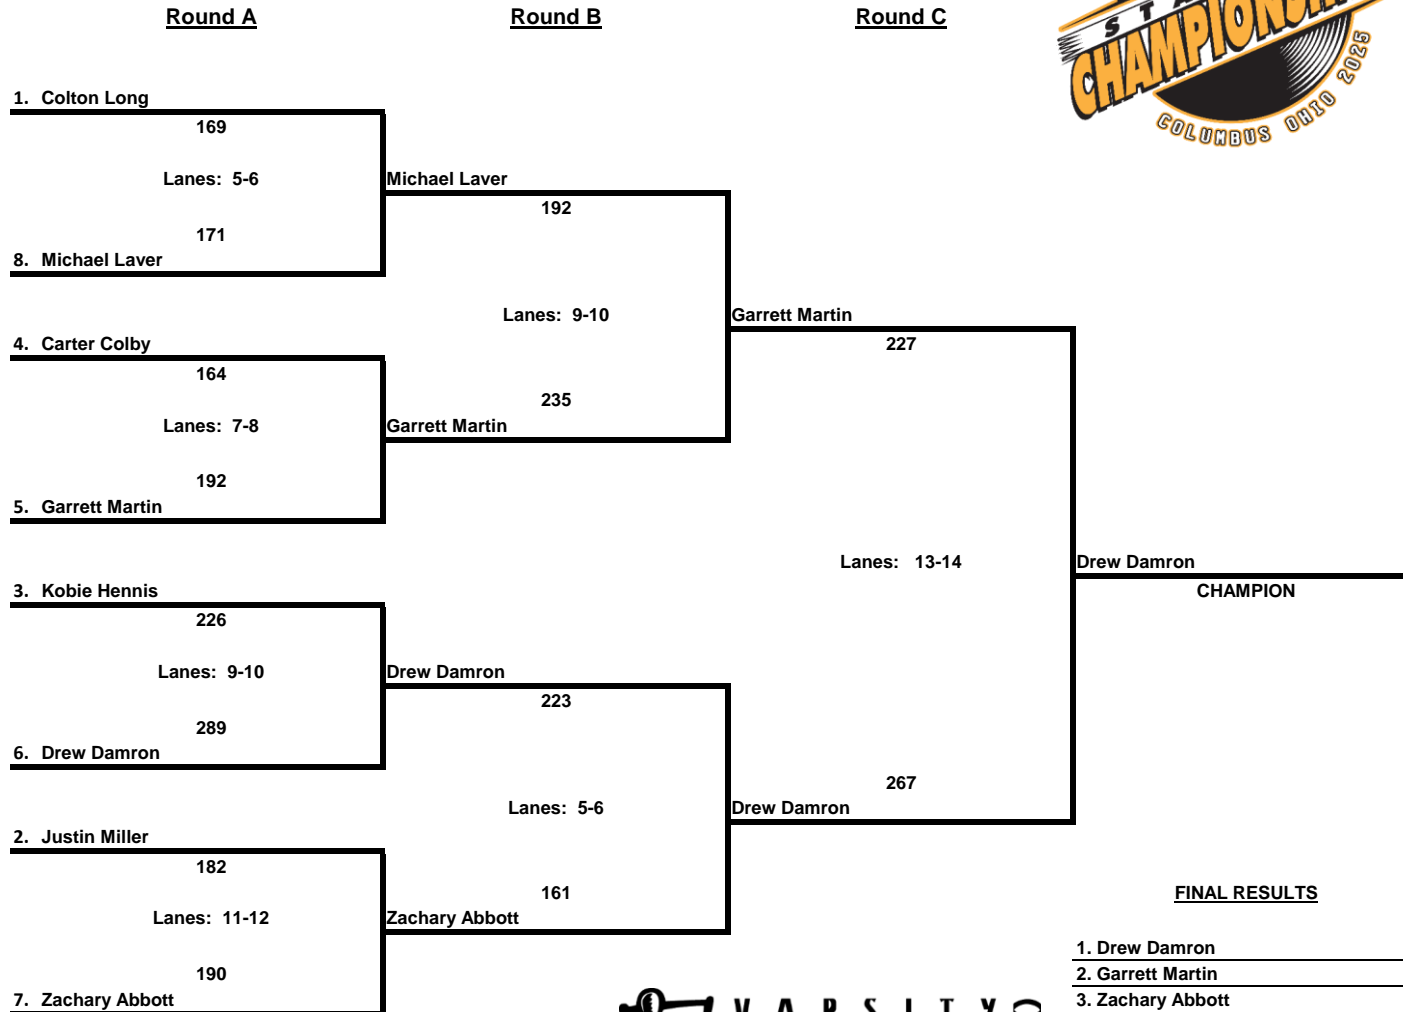 Round A Round B Round C
COLUMBUS OHIO 2025
1. Colton Long
169
Lanes: 5-6
Michael Laver
192
171
8. Michael Laver
Lanes: 9-10
Garrett Martin
4. Carter Colby
227
164
235
Lanes: 7-8
Garrett Martin
192
5. Garrett Martin
Lanes: 13-14
Drew Damron
3. Kobie Hennis
CHAMPION
226
Lanes: 9-10
Drew Damron
223
289
6. Drew Damron
267
Lanes: 5-6
Drew Damron
2. Justin Miller
182
161
FINAL RESULTS
Lanes: 11-12
Zachary Abbott
1. Drew Damron
190
2. Garrett Martin
7. Zachary Abbott
3. Zachary Abbott
VARSITY